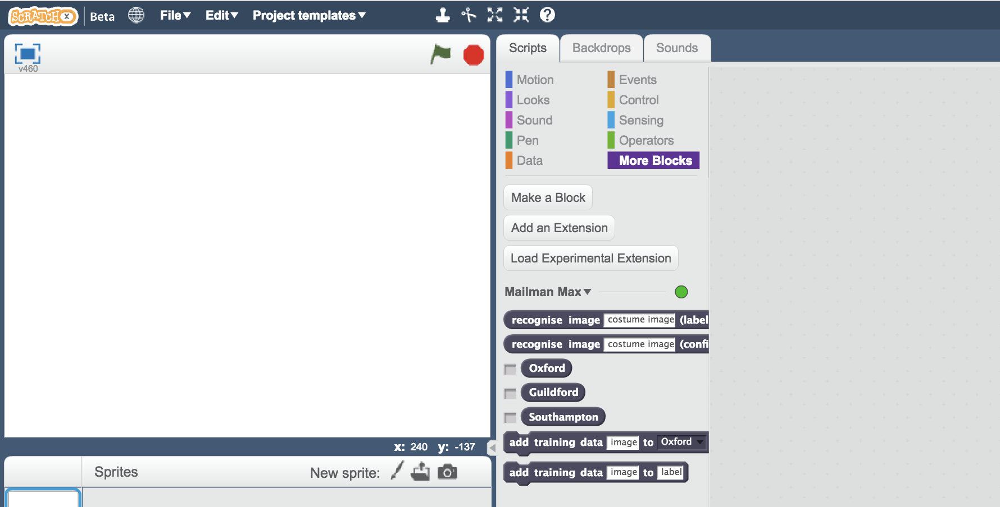 SCRATCHX Beta File▼ Edit▼ Project templates▼
v460
Scripts Backdrops Sounds
Motion Events
Looks Control
Sound Sensing
Pen Operators
Data More Blocks
Make a Block
Add an Extension
Load Experimental Extension
Mailman Max▼
recognise image costume image (label
recognise image costume image (confi
Oxford
Guildford
Southampton
add training data image to Oxford
add training data image to label
x: 240 y: -137
Sprites New sprite: